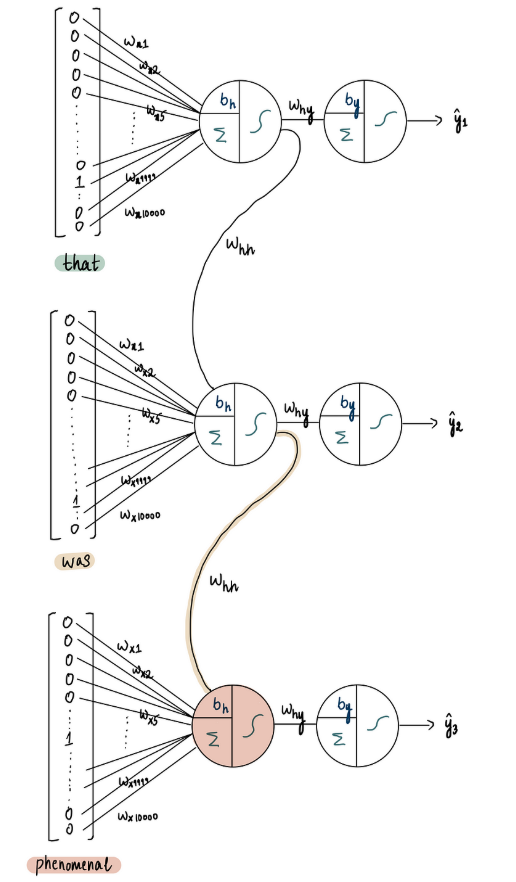 0
0 Wx1
0 Wx2
0
0 Wx5 bh Σ ∫ Why by Σ ∫ ŷ1
0
1 Wx9999
0 Wx10000
0
that
Whh
0
0 Wx1
0 Wx2
0
0 Wx5 bh Σ ∫ Why by Σ ∫ ŷ2
Wx9999
1 Wx10000
0
was
Whh
0
0 Wx1
0 Wx2
0
0 Wx5 bh Σ ∫ Why by Σ ∫ ŷ3
1
Wx9999
0 Wx10000
0
phenomenal